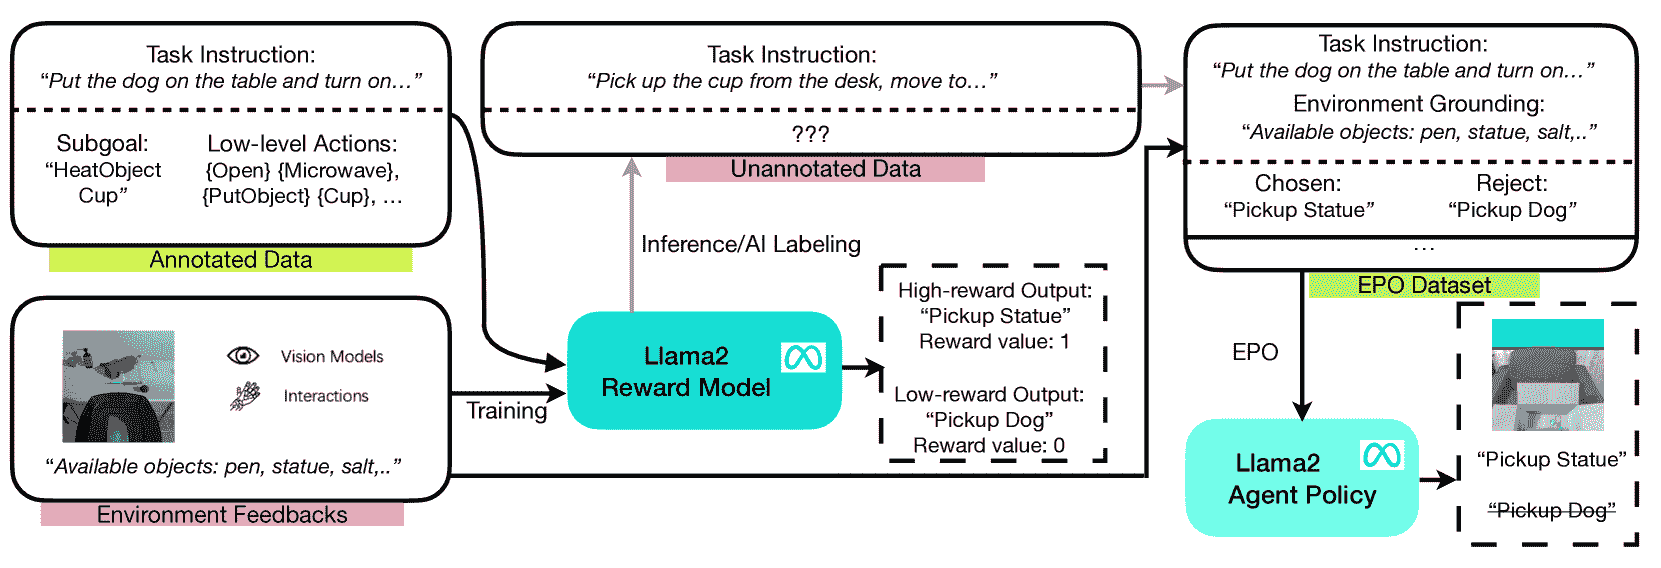 Task Instruction:
“Put the dog on the table and turn on…”
Subgoal:
“HeatObject
Cup”
Low-level Actions:
{Open} {Microwave},
{PutObject} {Cup}, …
Annotated Data
Vision Models
Interactions
“Available objects: pen, statue, salt,..”
Environment Feedbacks
Task Instruction:
“Pick up the cup from the desk, move to…”
???
Unannotated Data
Inference/AI Labeling
Training
Llama2
Reward Model
High-reward Output:
“Pickup Statue”
Reward value: 1
Low-reward Output:
“Pickup Dog”
Reward value: 0
Task Instruction:
“Put the dog on the table and turn on…”
Environment Grounding:
“Available objects: pen, statue, salt,..”
Chosen:
“Pickup Statue”
Reject:
“Pickup Dog”
…
EPO Dataset
EPO
Llama2
Agent Policy
“Pickup Statue”
“Pickup Dog”